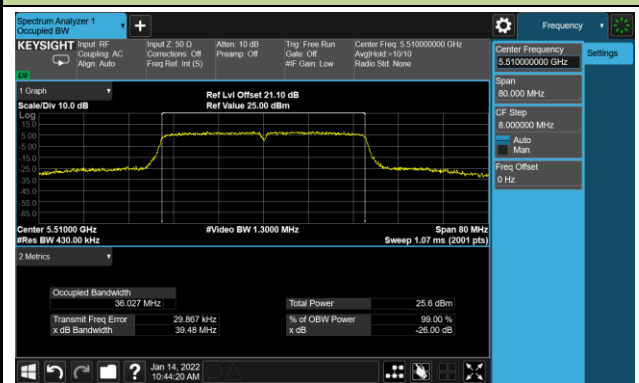 Spectrum Analyzer 1
Occupied BW
Frequency
KEYSIGHT
Input: RF
Coupling: AC
Align: Auto
Input Z: 50 Ω
Corrections: Off
Freq Ref: Int (S)
Atten: 10 dB
Preamp: Off
Trig: Free Run
Gate: Off
#IF Gain: Low
Center Freq: 5.510000000 GHz
Avg|Hold:>10/10
Radio Std: None
Center Frequency
5.510000000 GHz
Settings
Span
80.000 MHz
CF Step
8.000000 MHz
Auto
Man
Freq Offset
0 Hz
1 Graph
Scale/Div 10.0 dB
Ref Lvl Offset 21.10 dB
Ref Value 25.00 dBm
Log
15.0
5.00
-5.00
-15.0
-25.0
-35.0
-45.0
-55.0
-65.0
Center 5.51000 GHz
#Video BW 1.3000 MHz
Span 80 MHz
#Res BW 430.00 kHz
Sweep 1.07 ms (2001 pts)
2 Metrics
Occupied Bandwidth
36.027 MHz
Total Power
25.6 dBm
Transmit Freq Error
29.867 kHz
% of OBW Power
99.00 %
x dB Bandwidth
39.48 MHz
x dB
-26.00 dB
?
Jan 14, 2022
10:44:20 AM